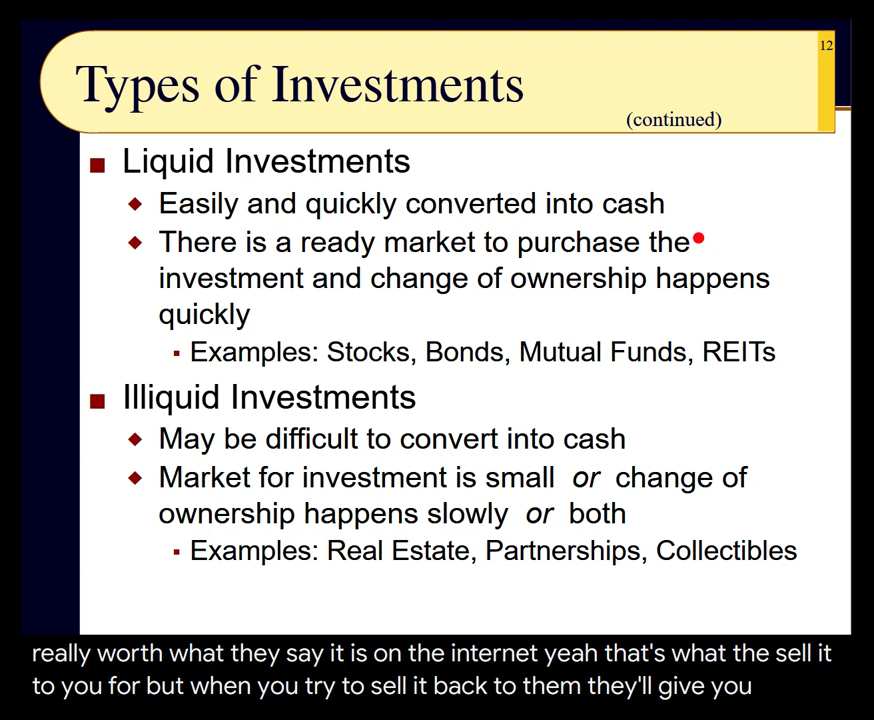 12
Types of Investments
(continued)
Liquid Investments
Easily and quickly converted into cash
There is a ready market to purchase the
investment and change of ownership happens
quickly
Examples: Stocks, Bonds, Mutual Funds, REITs
Illiquid Investments
May be difficult to convert into cash
Market for investment is small or change of
ownership happens slowly or both
Examples: Real Estate, Partnerships, Collectibles
really worth what they say it is on the internet yeah that's what the sell it
to you for but when you try to sell it back to them they'll give you